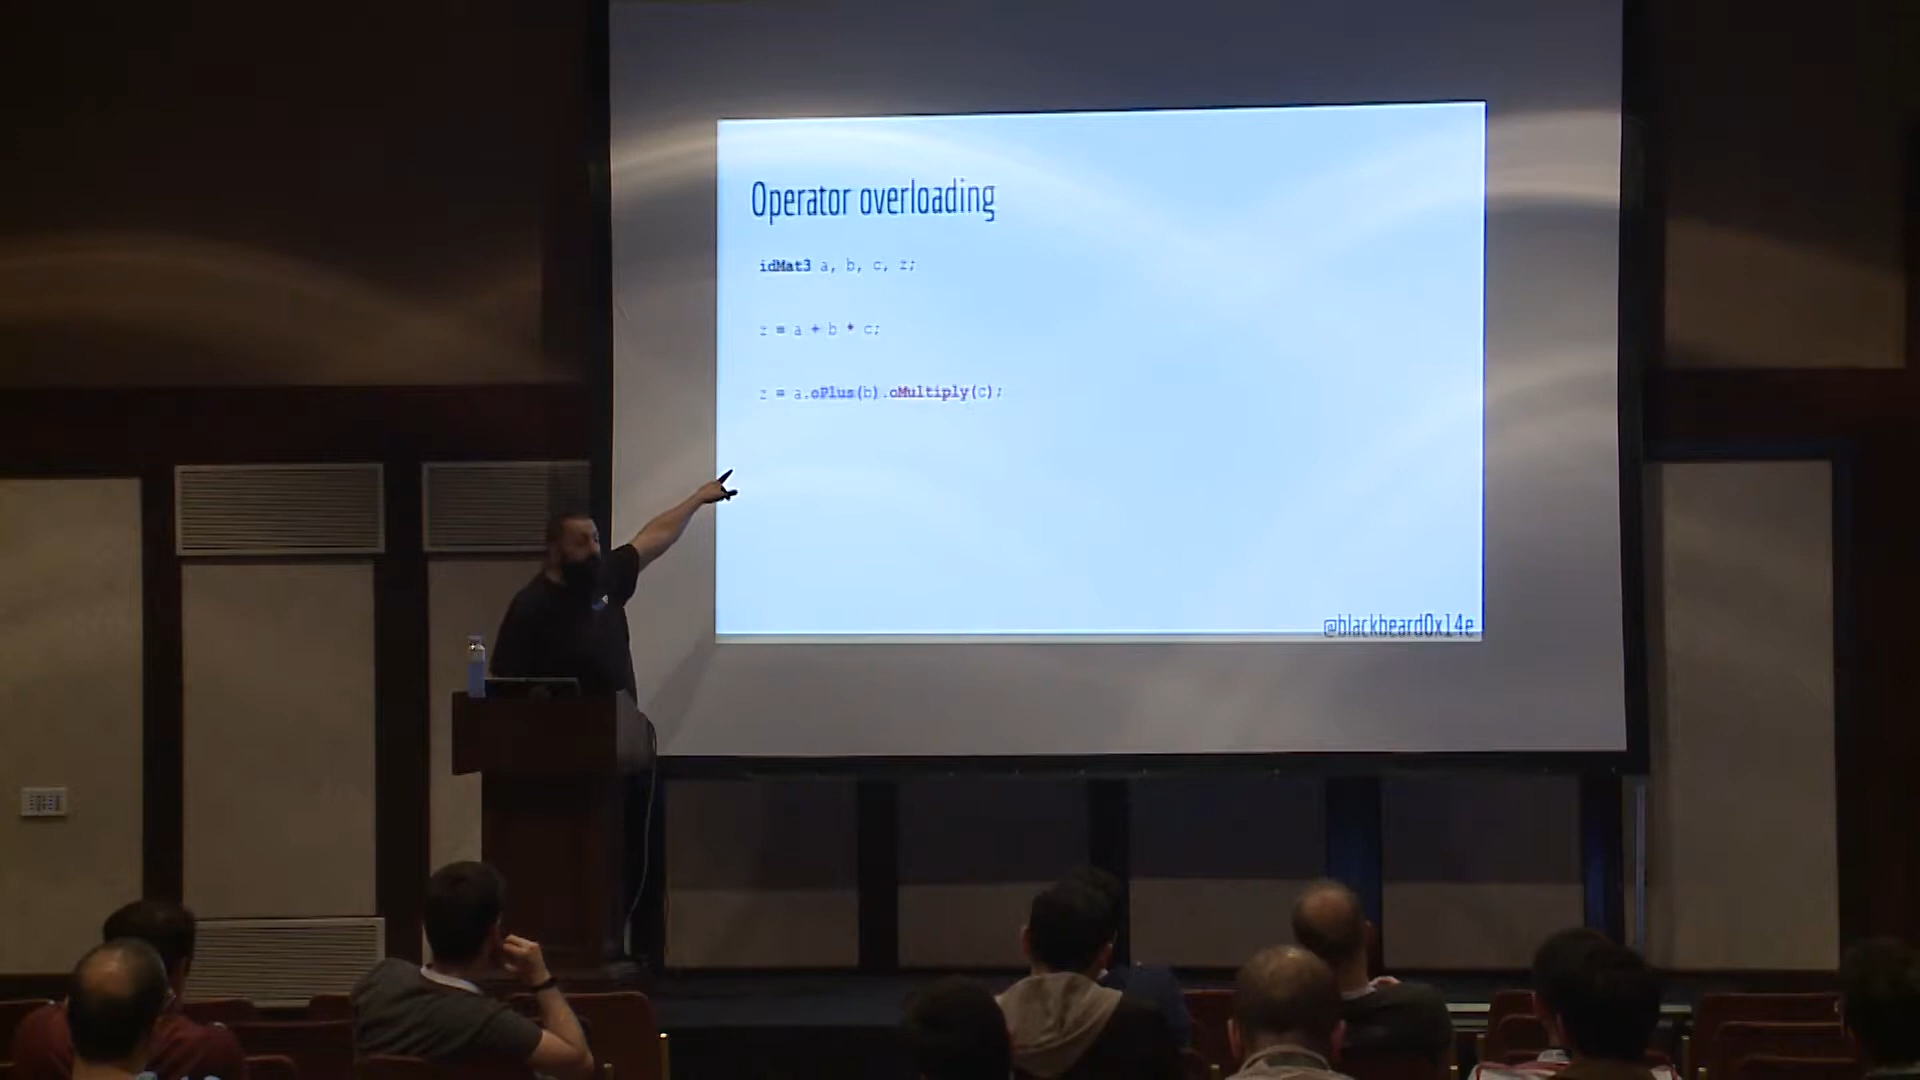 Operator overloading
idMat3 a, b, c, z;
z = a + b * c;
z = a.oPlus(b).oMultiply(c);
@blackbeard0x14e